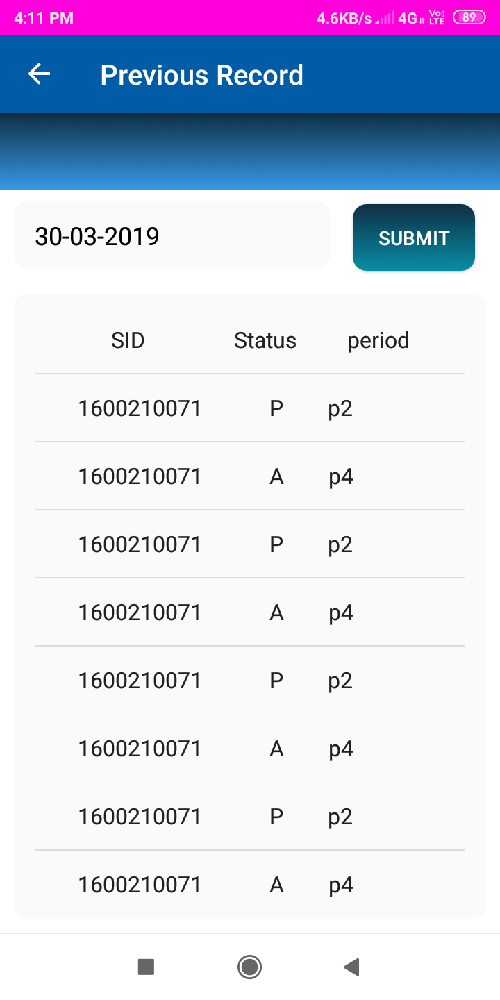 4:11 PM 4.6KB/s 4G Vo) LTE 89
Previous Record
30-03-2019 SUBMIT
SID Status period
1600210071 P p2
1600210071 A p4
1600210071 P p2
1600210071 A p4
1600210071 P p2
1600210071 A p4
1600210071 P p2
1600210071 A p4